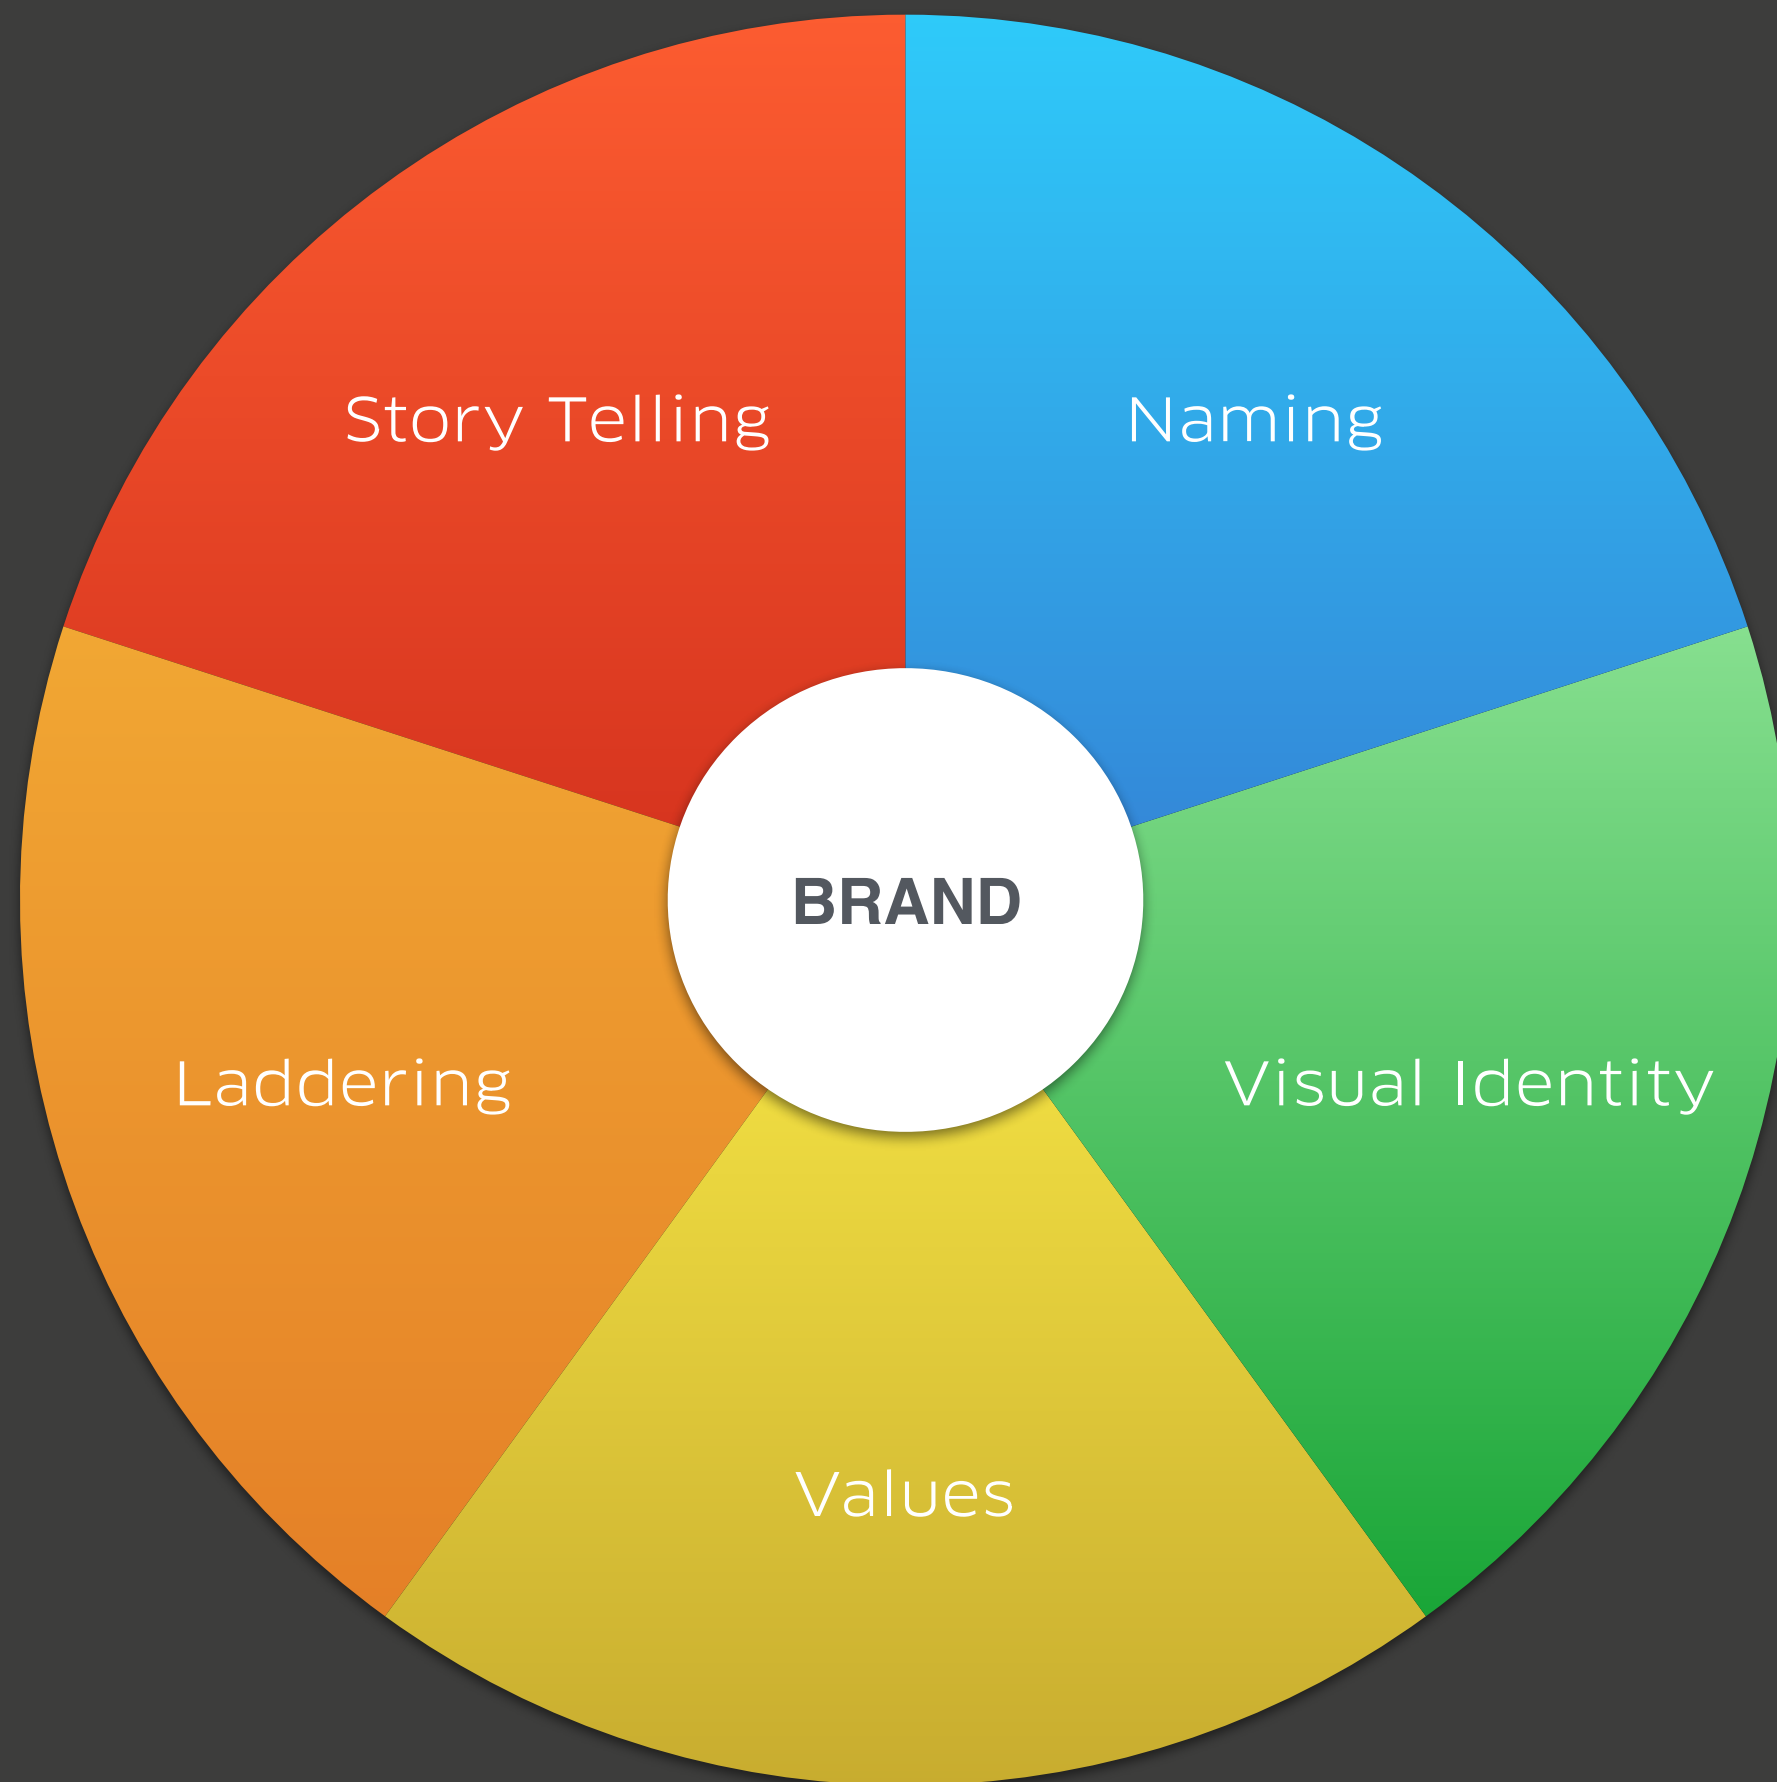 Story Telling
Naming
BRAND
Laddering
Visual Identity
Values